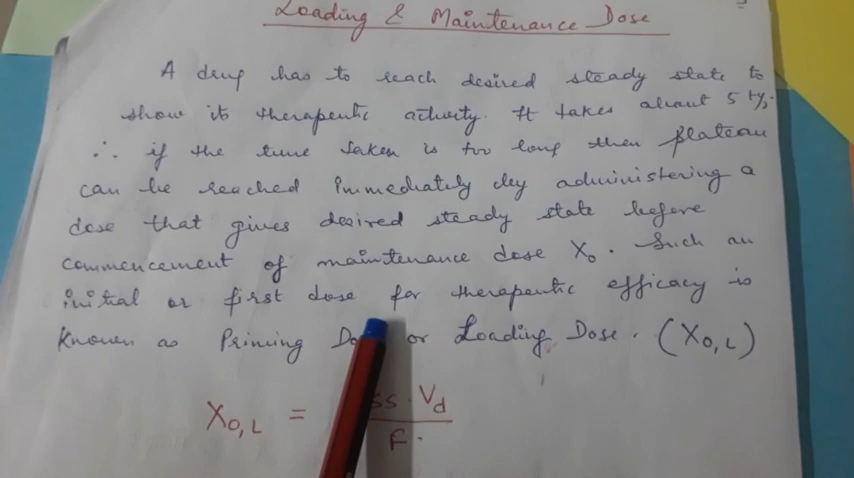 Loading & Maintenance Dose
A drug has to reach desired steady state to
show its therapeutic activity. It takes about 5 t½.
∴ if the time taken is too long then plateau
can be reached immediately by administering a
dose that gives desired steady state before
commencement of maintenance dose X₀. Such an
initial or first dose for therapeutic efficacy is
known as Priming or Loading Dose. (X₀,L)
X₀,L = ss. Vd
F.